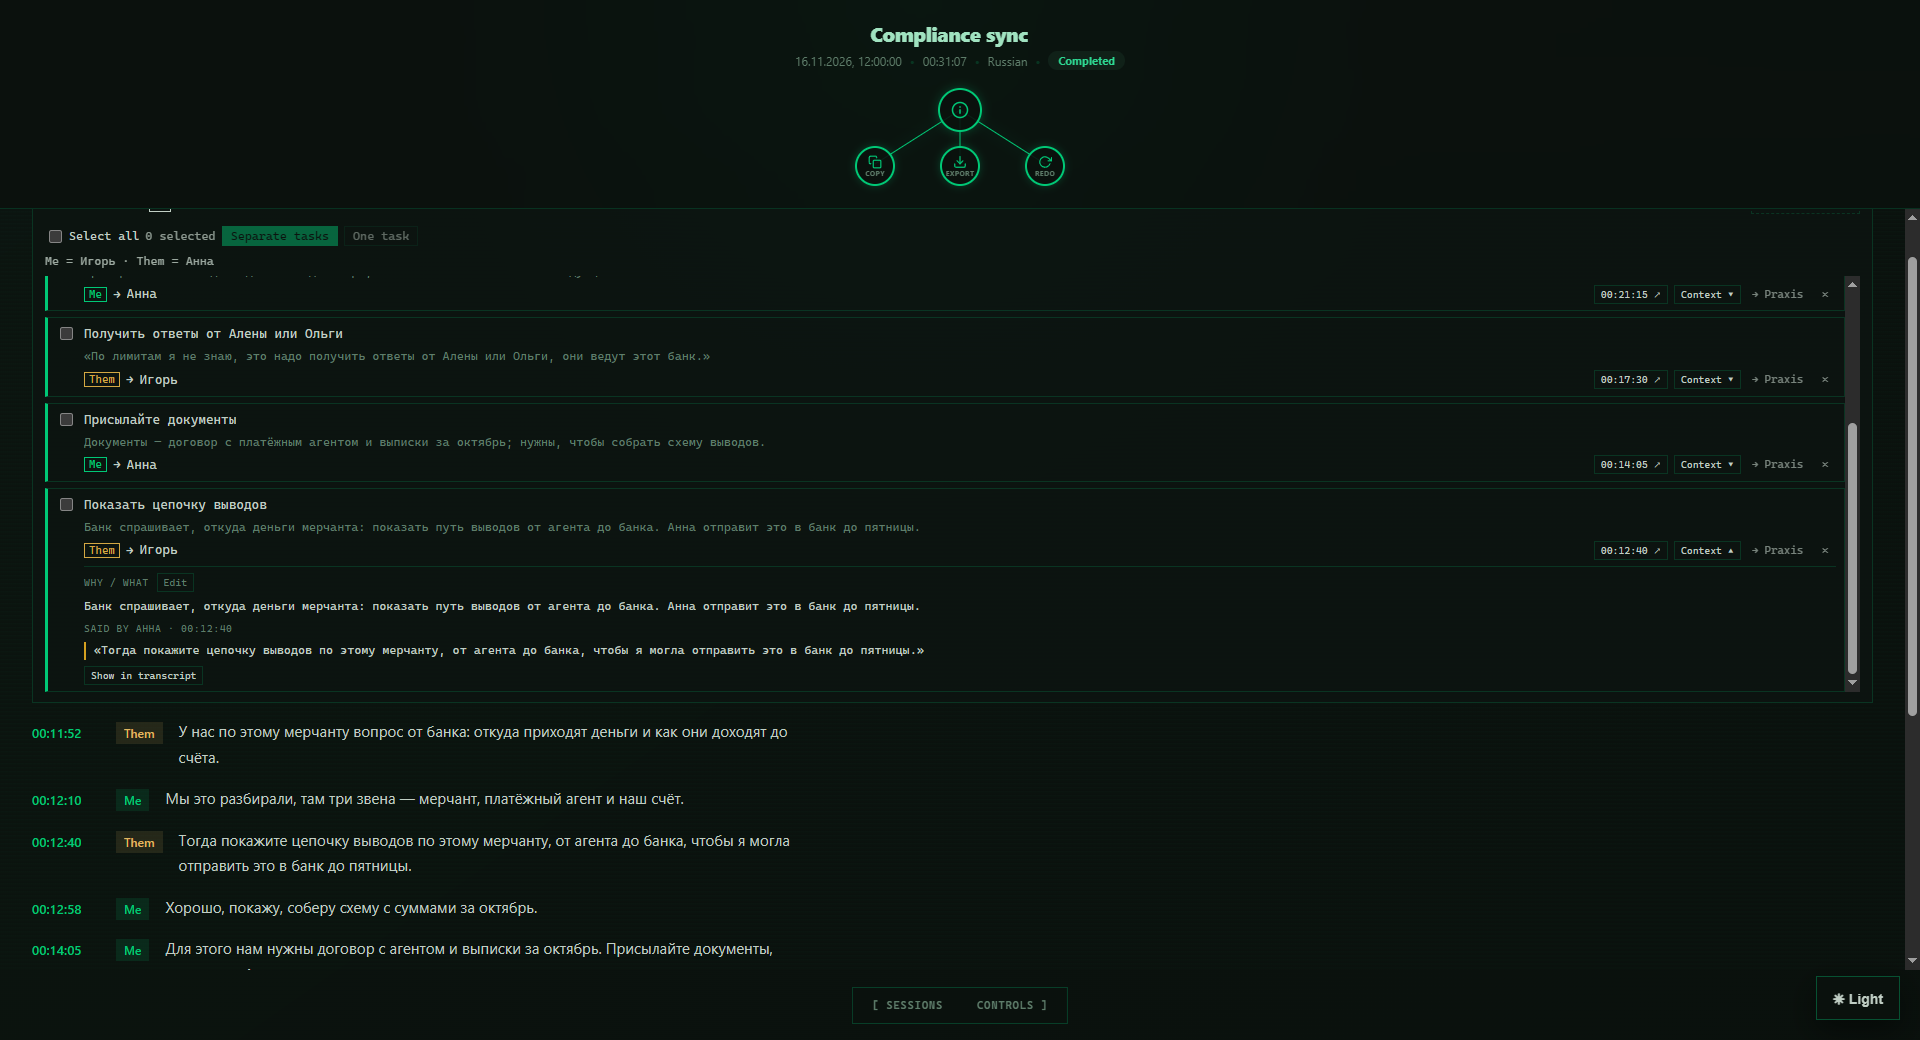 Compliance sync
16.11.2026, 12:00:00 • 00:31:07 • Russian • Completed
COPY
EXPORT
REDO
Select all 0 selected Separate tasks One task
Me = Игорь · Them = Анна
Me → Анна 00:21:15 ↗ Context ▾ → Praxis ×
Получить ответы от Алены или Ольги
«По лимитам я не знаю, это надо получить ответы от Алены или Ольги, они ведут этот банк.»
Them → Игорь 00:17:30 ↗ Context ▾ → Praxis ×
Присылайте документы
Документы — договор с платёжным агентом и выписки за октябрь; нужны, чтобы собрать схему выводов.
Me → Анна 00:14:05 ↗ Context ▾ → Praxis ×
Показать цепочку выводов
Банк спрашивает, откуда деньги мерчанта: показать путь выводов от агента до банка. Анна отправит это в банк до пятницы.
Them → Игорь 00:12:40 ↗ Context ▴ → Praxis ×
WHY / WHAT Edit
Банк спрашивает, откуда деньги мерчанта: показать путь выводов от агента до банка. Анна отправит это в банк до пятницы.
SAID BY АННА · 00:12:40
«Тогда покажите цепочку выводов по этому мерчанту, от агента до банка, чтобы я могла отправить это в банк до пятницы.»
Show in transcript
00:11:52 Them У нас по этому мерчанту вопрос от банка: откуда приходят деньги и как они доходят до
счёта.
00:12:10 Me Мы это разбирали, там три звена — мерчант, платёжный агент и наш счёт.
00:12:40 Them Тогда покажите цепочку выводов по этому мерчанту, от агента до банка, чтобы я могла
отправить это в банк до пятницы.
00:12:58 Me Хорошо, покажу, соберу схему с суммами за октябрь.
00:14:05 Me Для этого нам нужны договор с агентом и выписки за октябрь. Присылайте документы,
[ SESSIONS CONTROLS ]
Light